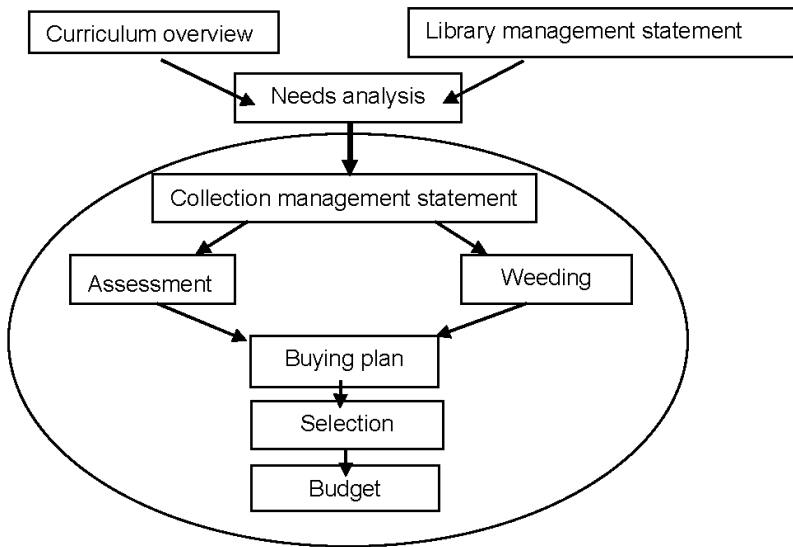 Curriculum overview
Library management statement
Needs analysis
Collection management statement
Assessment
Weeding
Buying plan
Selection
Budget